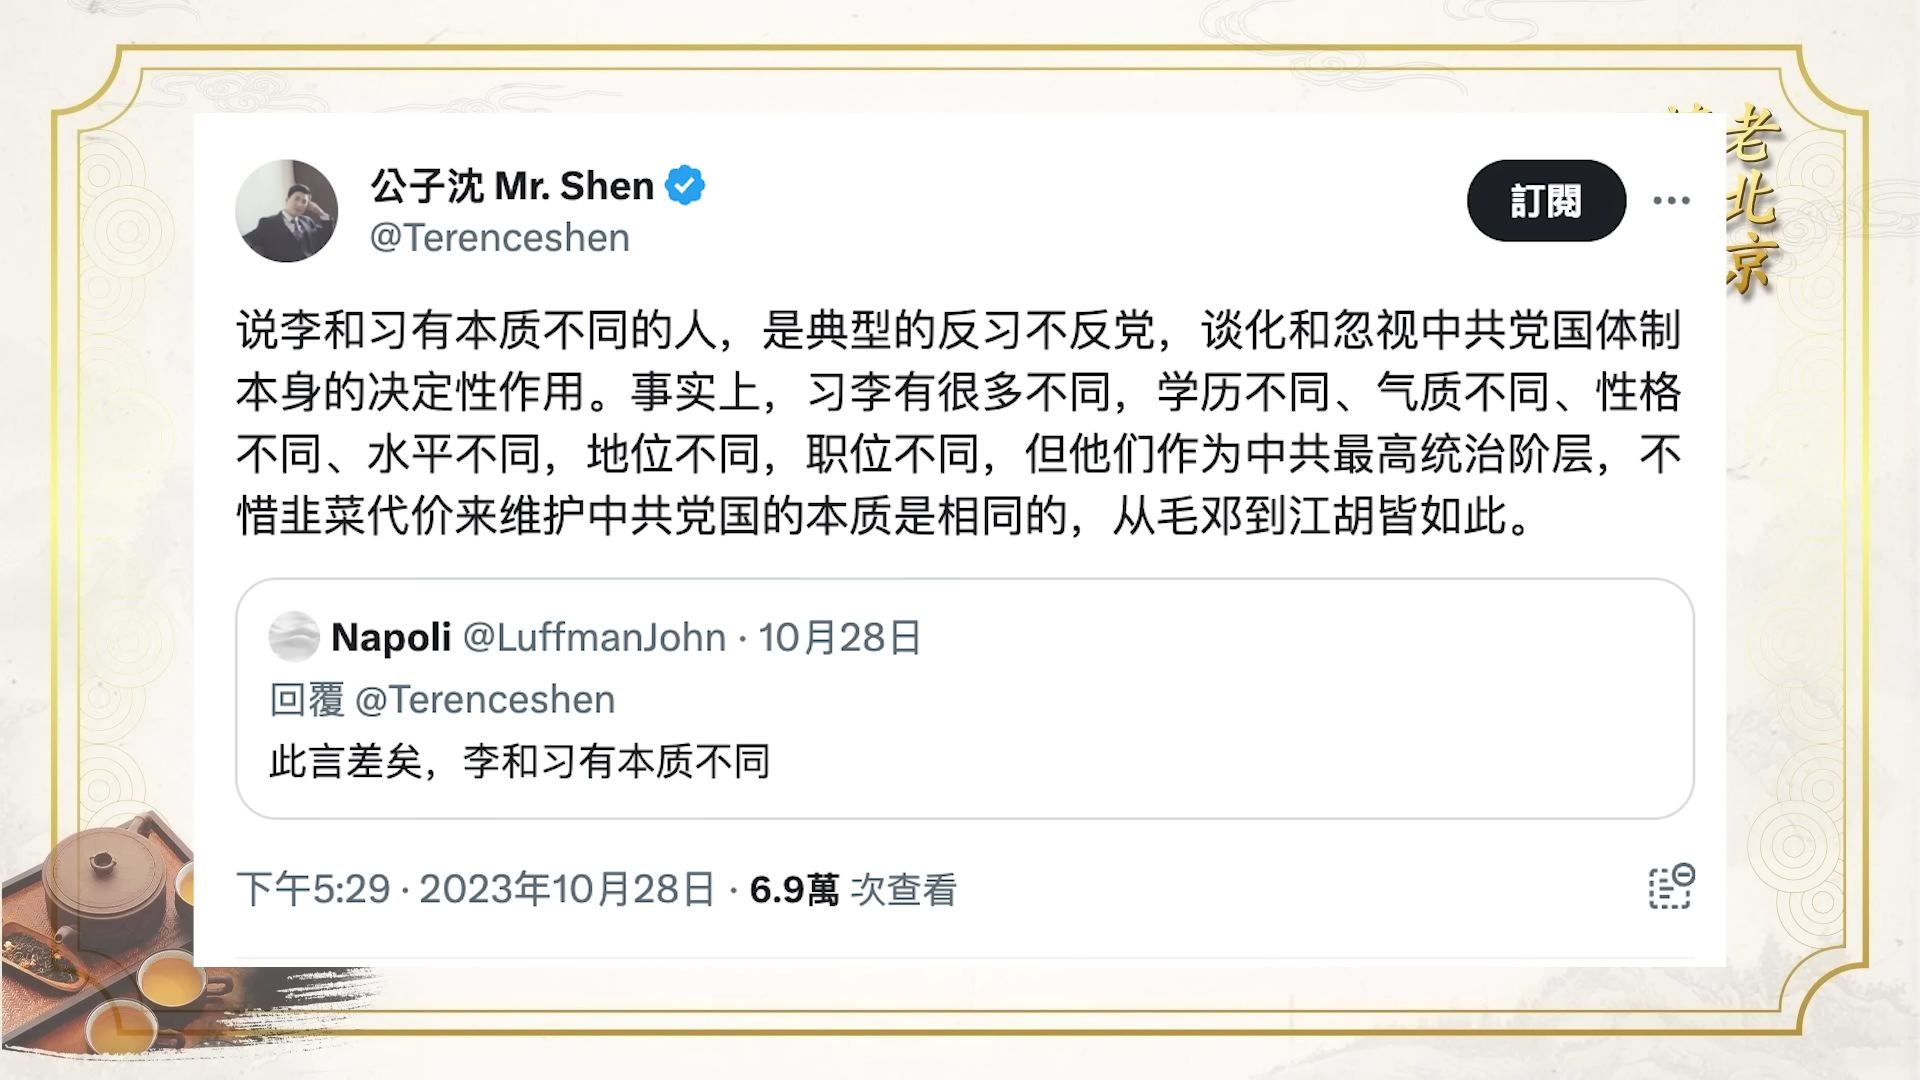 老北京
公子沈 Mr. Shen
@Terenceshen
訂閱
说李和习有本质不同的人，是典型的反习不反党，谈化和忽视中共党国体制
本身的决定性作用。事实上，习李有很多不同，学历不同、气质不同、性格
不同、水平不同，地位不同，职位不同，但他们作为中共最高统治阶层，不
惜韭菜代价来维护中共党国的本质是相同的，从毛邓到江胡皆如此。
Napoli @LuffmanJohn · 10月28日
回覆 @Terenceshen
此言差矣，李和习有本质不同
下午5:29 · 2023年10月28日 · 6.9萬 次查看